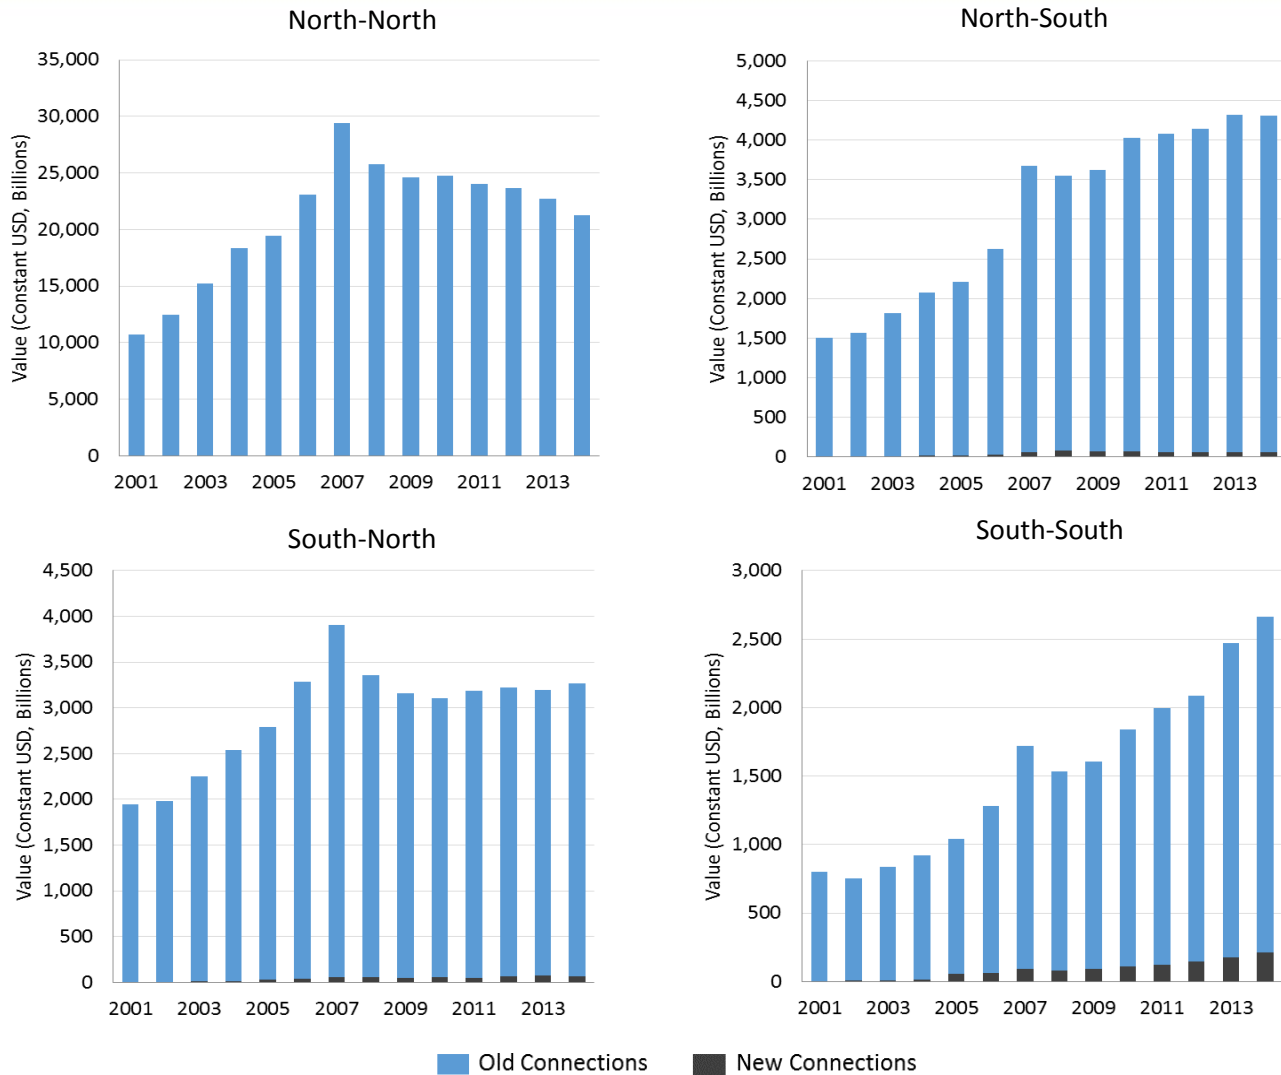 North-North
Value (Constant USD, Billions)
35,000
30,000
25,000
20,000
15,000
10,000
5,000
0
2001 2003 2005 2007 2009 2011 2013
North-South
Value (Constant USD, Billions)
5,000
4,500
4,000
3,500
3,000
2,500
2,000
1,500
1,000
500
0
2001 2003 2005 2007 2009 2011 2013
South-North
Value (Constant USD, Billions)
4,500
4,000
3,500
3,000
2,500
2,000
1,500
1,000
500
0
2001 2003 2005 2007 2009 2011 2013
South-South
Value (Constant USD, Billions)
3,000
2,500
2,000
1,500
1,000
500
0
2001 2003 2005 2007 2009 2011 2013
Old Connections New Connections